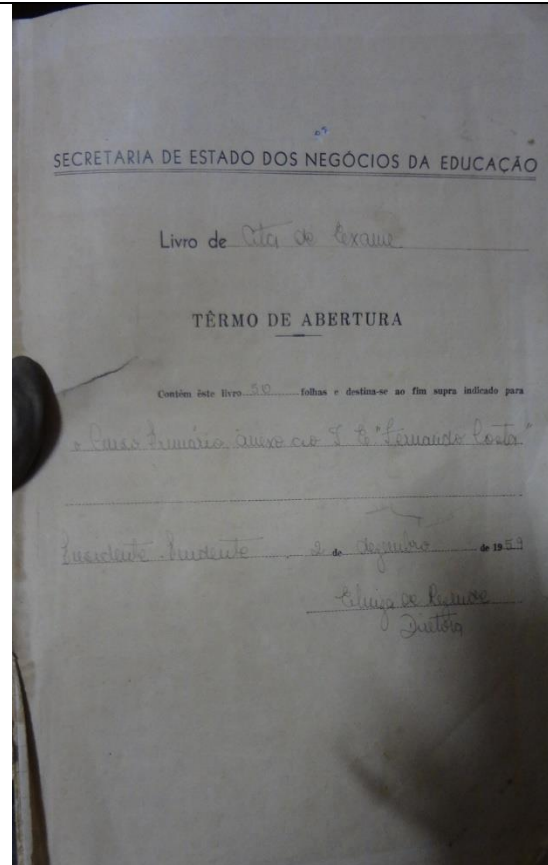 SECRETARIA DE ESTADO DOS NEGÓCIOS DA EDUCAÇÃO
Livro de Ata de Exame
TÊRMO DE ABERTURA
Contém êste livro 50 folhas e destina-se ao fim supra indicado para
o Curso Primário, anexo ao I. E. "Fernando Costa"
Presidente Prudente, 2 de dezembro de 1959
de Rezende
Diretora